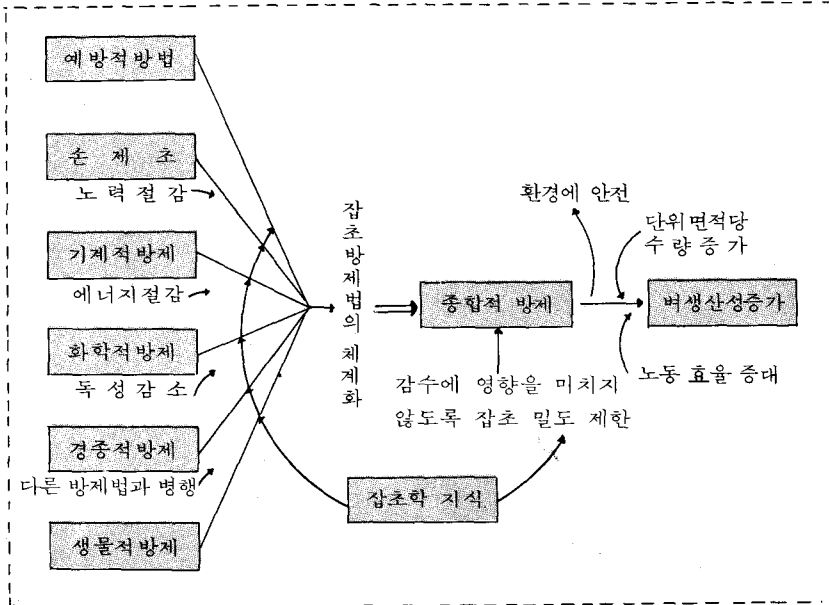 예방적방법
손 제 초
노 력 절 감
기계적방제
에너지절감
화학적방제
독 성 감 소
경종적방제
다른 방제법과 병행
생물적방제
잡초방제법의 체계화
종합적 방제
감수에 영향을 미치지
않도록 잡초 밀도 제한
잡초학 지식
환경에 안전
단위면적당
수 량 증 가
벼생산성증가
노동 효율 증대